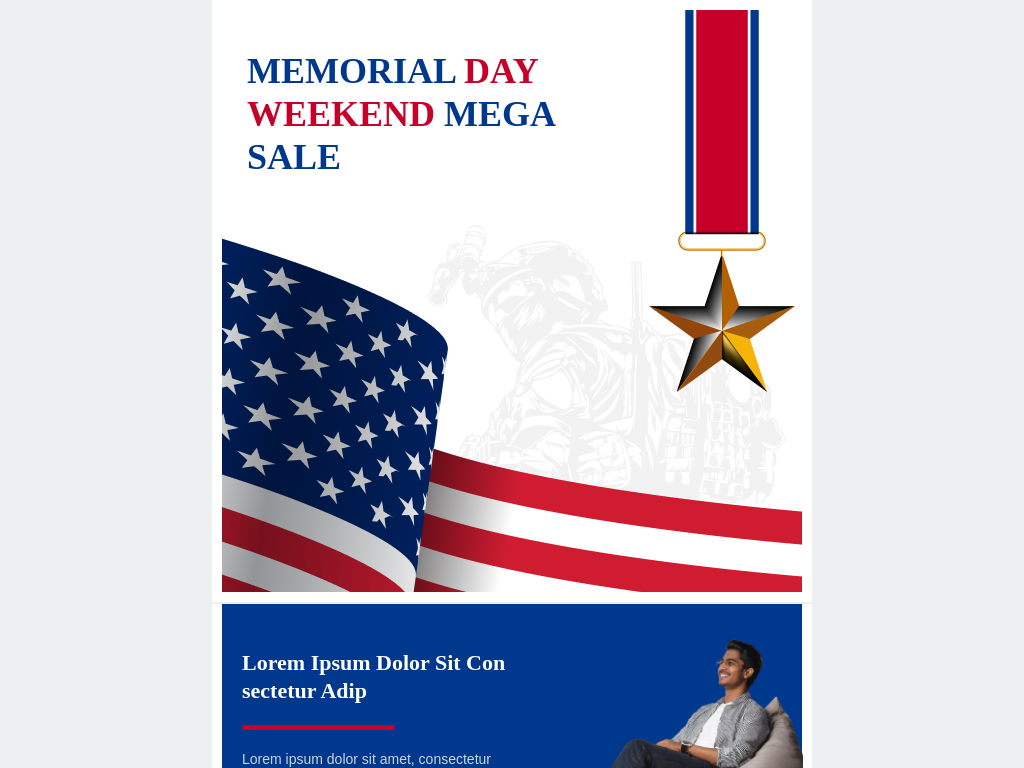 MEMORIAL DAY
WEEKEND MEGA
SALE
Lorem Ipsum Dolor Sit Con
sectetur Adip
Lorem ipsum dolor sit amet, consectetur